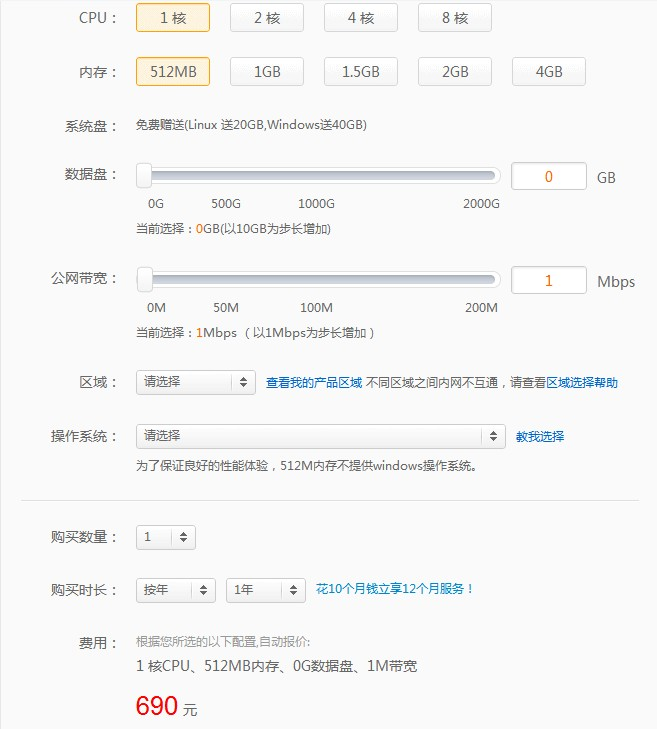 CPU： 1 核 2 核 4 核 8 核
内存： 512MB 1GB 1.5GB 2GB 4GB
系统盘： 免费赠送(Linux 送20GB,Windows送40GB)
数据盘： 0 GB
0G 500G 1000G 2000G
当前选择：0GB(以10GB为步长增加)
公网带宽： 1 Mbps
0M 50M 100M 200M
当前选择：1Mbps （以1Mbps为步长增加）
区域： 请选择 查看我的产品区域 不同区域之间内网不互通，请查看区域选择帮助
操作系统： 请选择 教我选择
为了保证良好的性能体验，512M内存不提供windows操作系统。
购买数量： 1
购买时长： 按年 1年 花10个月钱立享12个月服务！
费用： 根据您所选的以下配置,自动报价:
1 核CPU、512MB内存、0G数据盘、1M带宽
690 元